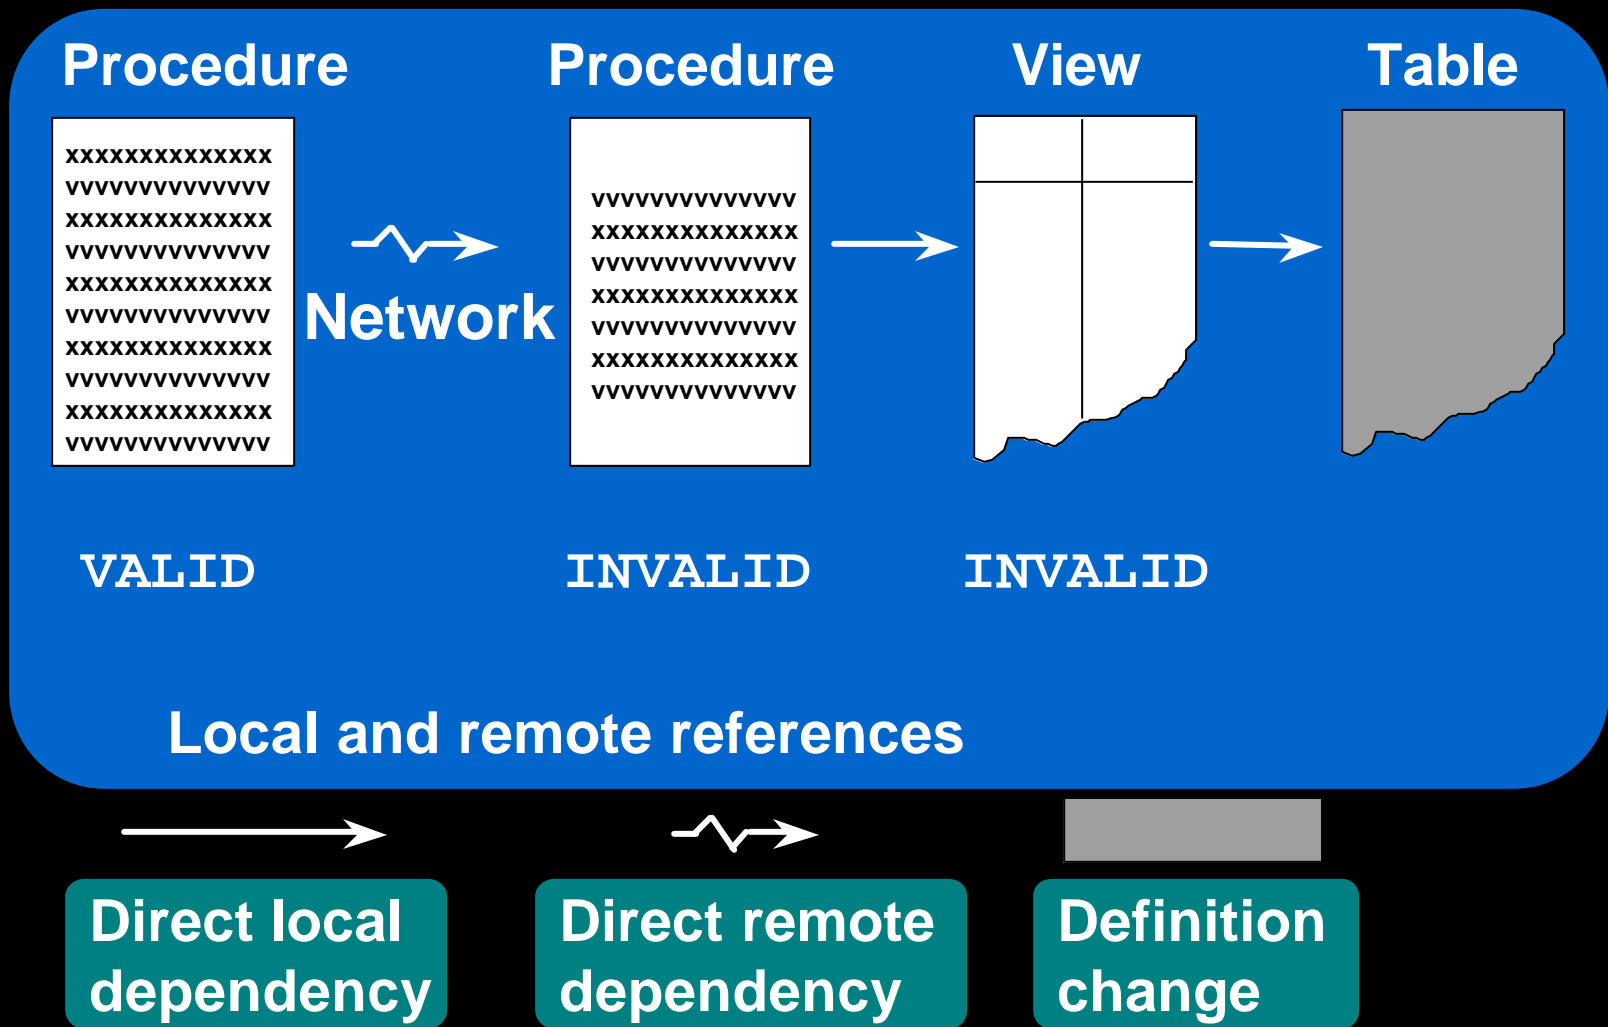 Procedure Procedure View Table
xxxxxxxxxxxxxx
vvvvvvvvvvvvvv
xxxxxxxxxxxxxx
vvvvvvvvvvvvvv
xxxxxxxxxxxxxx
vvvvvvvvvvvvvv
xxxxxxxxxxxxxx
vvvvvvvvvvvvvv
xxxxxxxxxxxxxx
vvvvvvvvvvvvvv
Network
vvvvvvvvvvvvvv
xxxxxxxxxxxxxx
vvvvvvvvvvvvvv
xxxxxxxxxxxxxx
vvvvvvvvvvvvvv
xxxxxxxxxxxxxx
vvvvvvvvvvvvvv
VALID INVALID INVALID
Local and remote references
Direct local
dependency
Direct remote
dependency
Definition
change